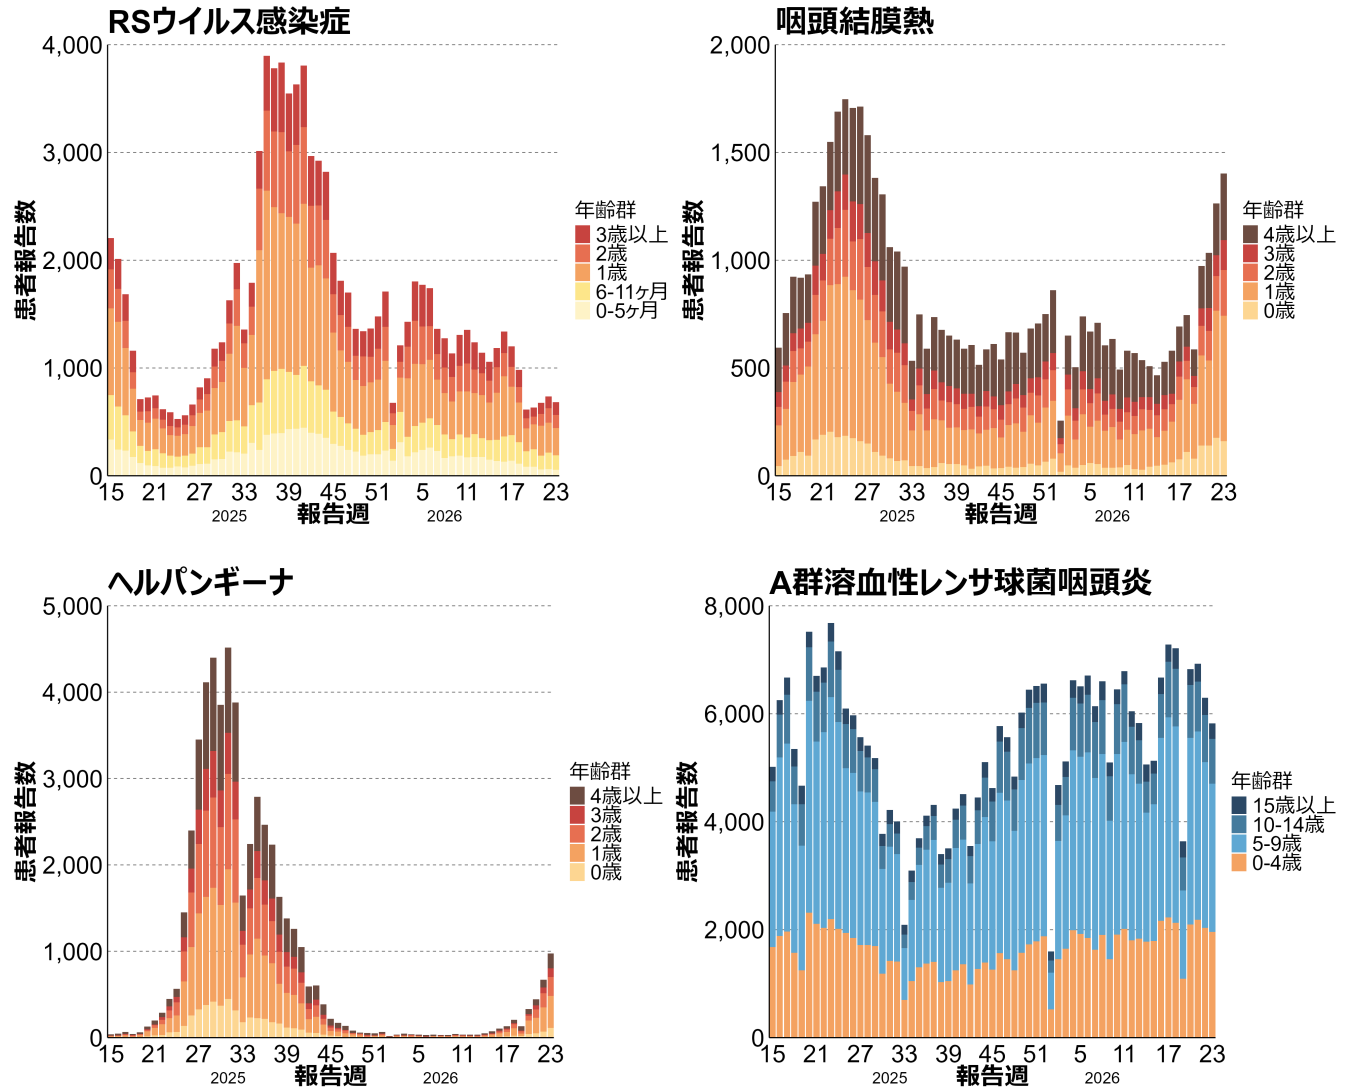 RSウイルス感染症
4,000
3,000
2,000
1,000
0
患者報告数
15 21 27 33 39 45 51 5 11 17 23
2025 報告週 2026
年齢群
3歳以上
2歳
1歳
6-11ヶ月
0-5ヶ月
咽頭結膜熱
2,000
1,500
1,000
500
0
患者報告数
15 21 27 33 39 45 51 5 11 17 23
2025 報告週 2026
年齢群
4歳以上
3歳
2歳
1歳
0歳
ヘルパンギーナ
5,000
4,000
3,000
2,000
1,000
0
患者報告数
15 21 27 33 39 45 51 5 11 17 23
2025 報告週 2026
年齢群
4歳以上
3歳
2歳
1歳
0歳
A群溶血性レンサ球菌咽頭炎
8,000
6,000
4,000
2,000
0
患者報告数
15 21 27 33 39 45 51 5 11 17 23
2025 報告週 2026
年齢群
15歳以上
10-14歳
5-9歳
0-4歳